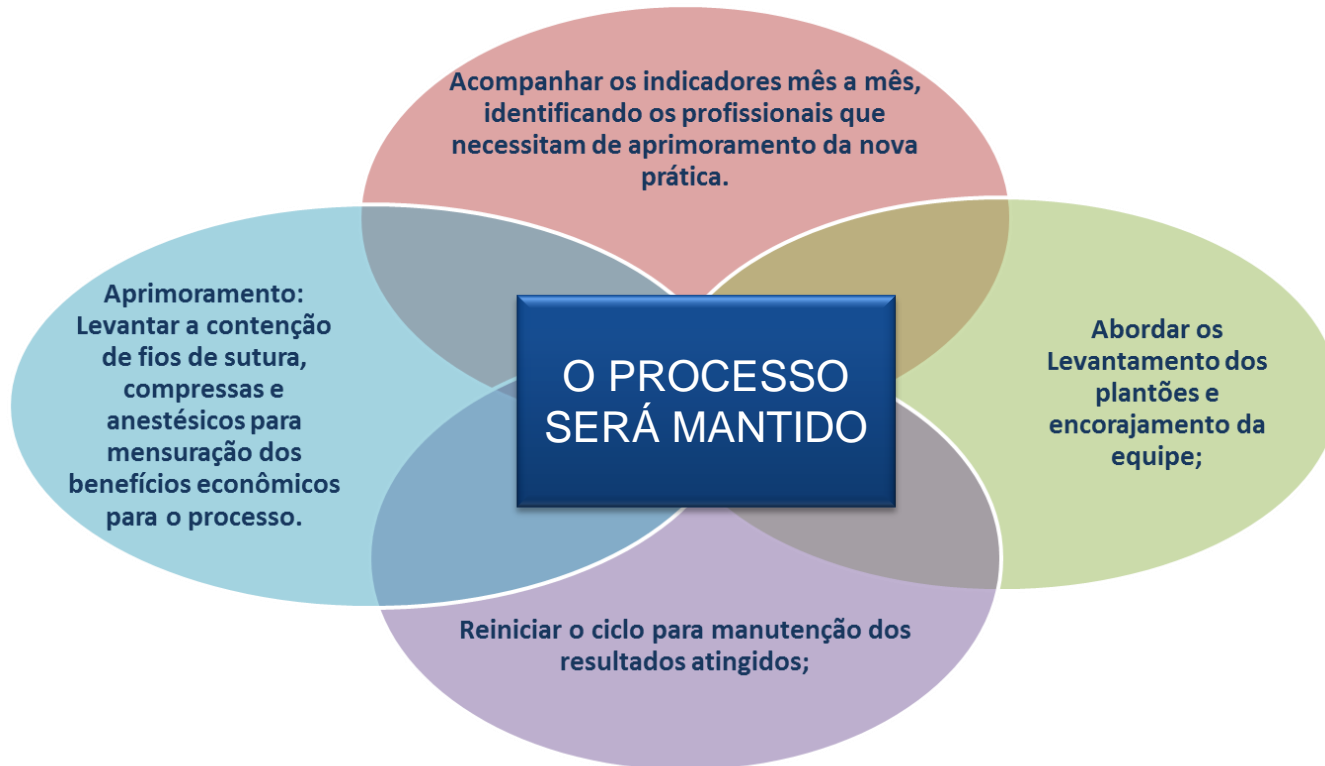 Acompanhar os indicadores mês a mês,
identificando os profissionais que
necessitam de aprimoramento da nova
prática.
Aprimoramento:
Levantar a contenção
de fios de sutura,
compressas e
anestésicos para
mensuração dos
benefícios econômicos
para o processo.
O PROCESSO
SERÁ MANTIDO
Abordar os
Levantamento dos
plantões e
encorajamento da
equipe;
Reiniciar o ciclo para manutenção dos
resultados atingidos;